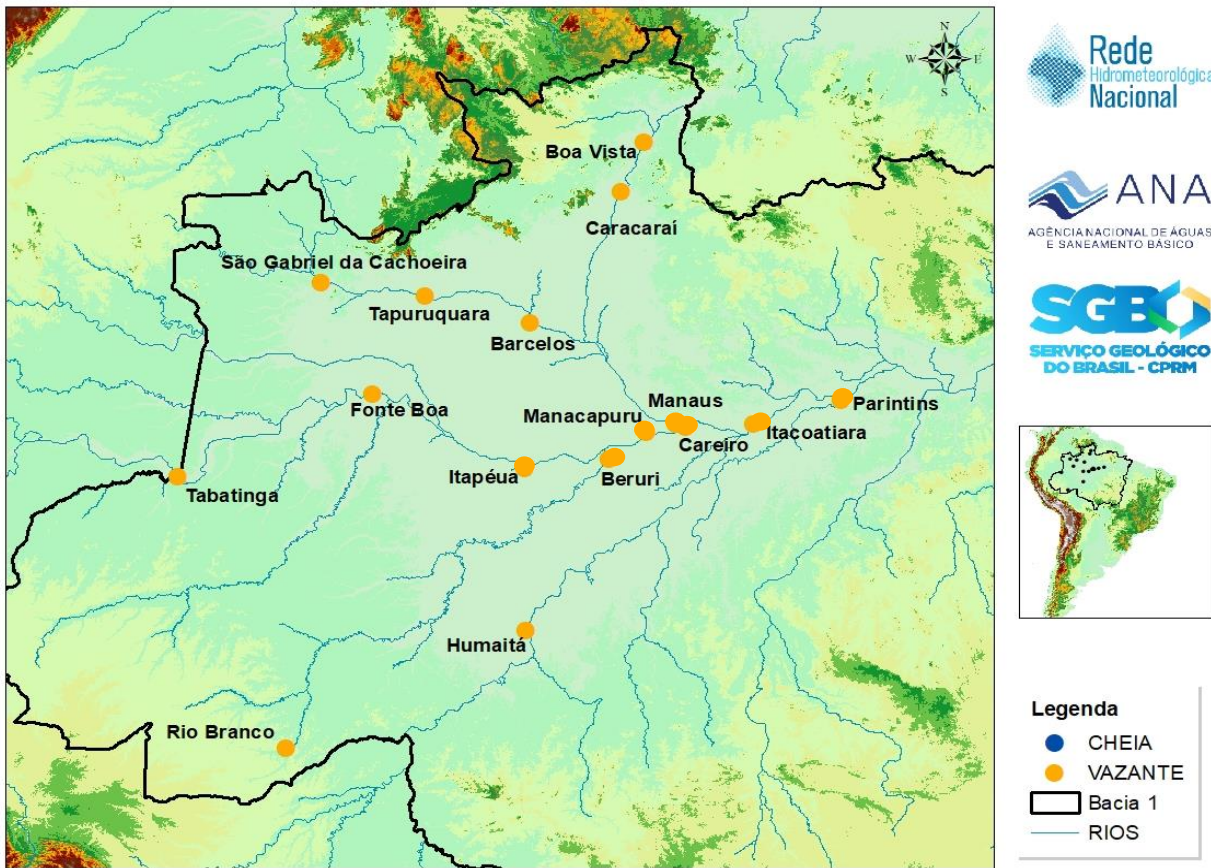 N
W
E
S
Boa Vista
Caracaraí
São Gabriel da Cachoeira
Tapuruquara
Barcelos
Fonte Boa
Manaus
Parintins
Manacapuru
Careiro
Itacoatiara
Itapéua
Beruri
Tabatinga
Humaitá
Rio Branco
Rede
Hidrometeorológica
Nacional
ANA
AGÊNCIA NACIONAL DE ÁGUAS
E SANEAMENTO BÁSICO
SGB
SERVIÇO GEOLÓGICO
DO BRASIL - CPRM
Legenda
CHEIA
VAZANTE
Bacia 1
RIOS